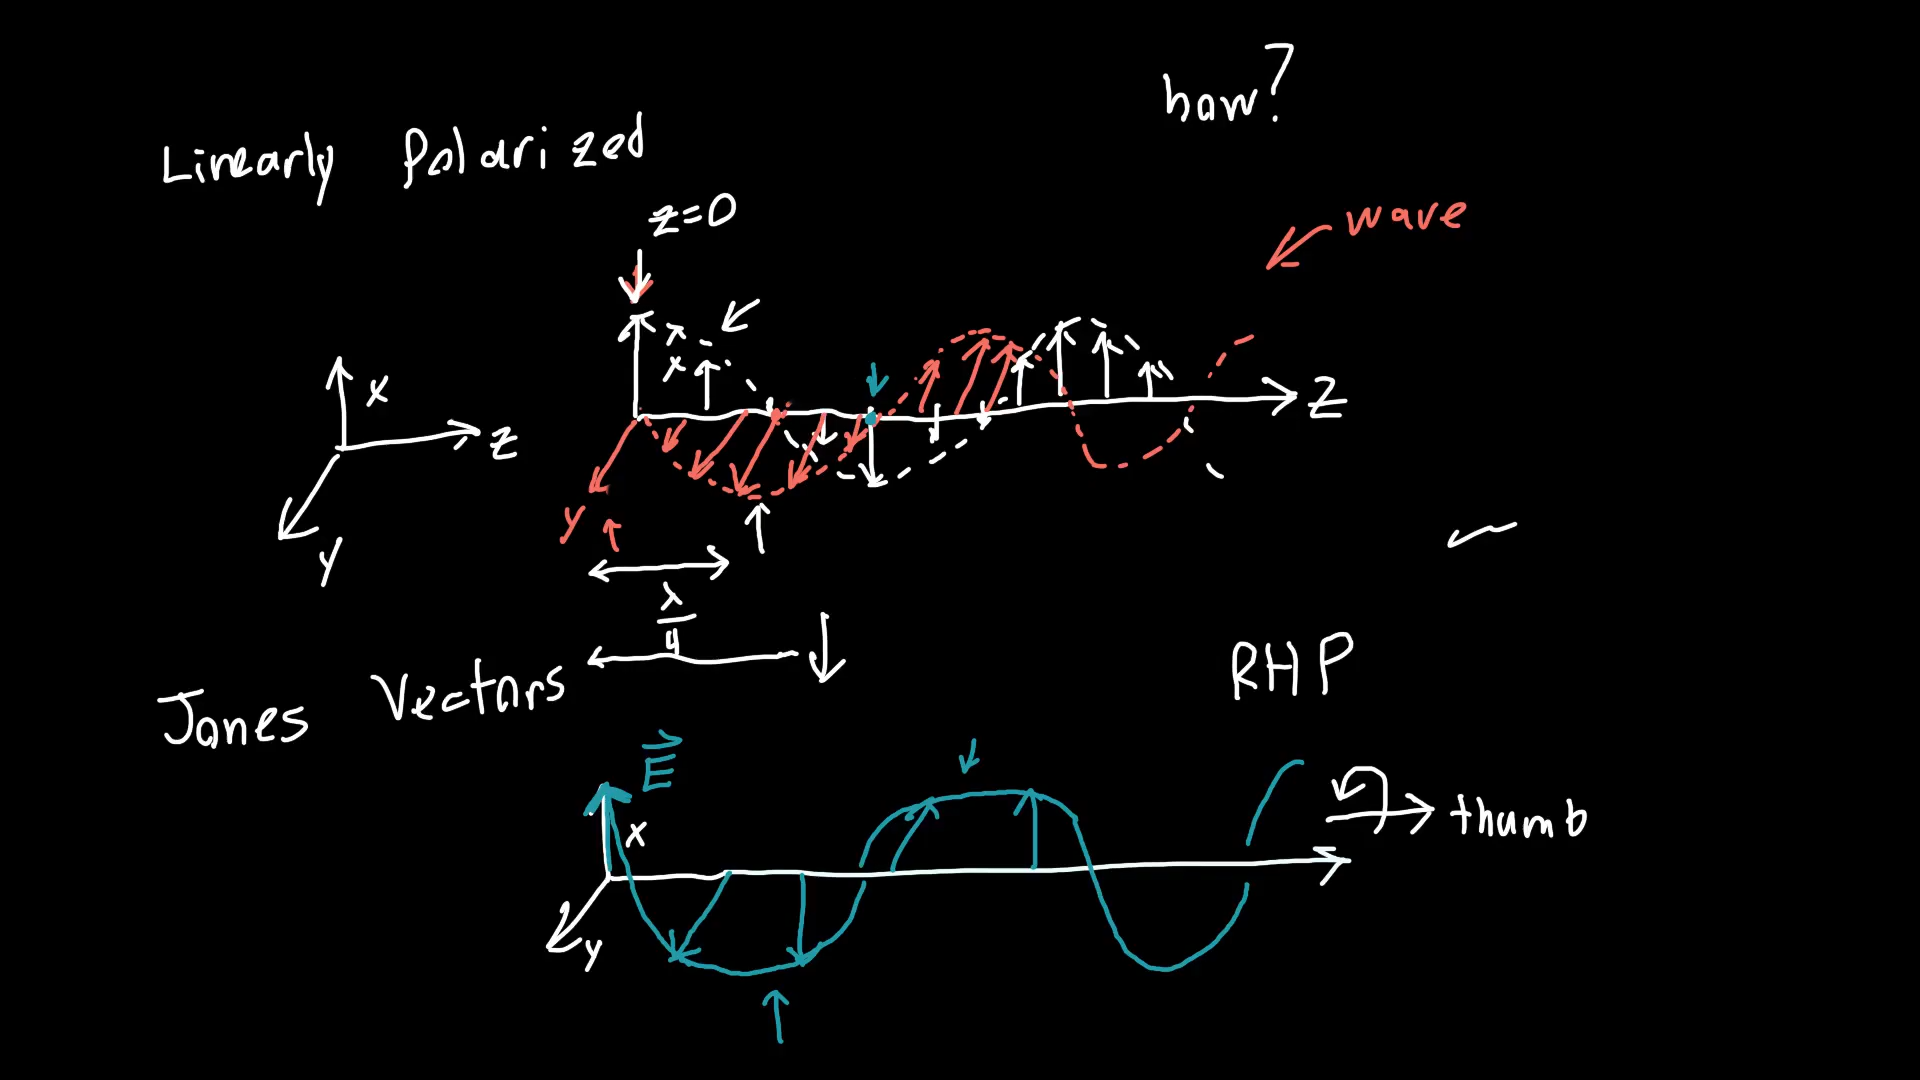 how?
Linearly Polarized
z=0
wave
x
x
z
z
y
y
λ/4
Jones Vectors
RHP
E
x
thumb
y